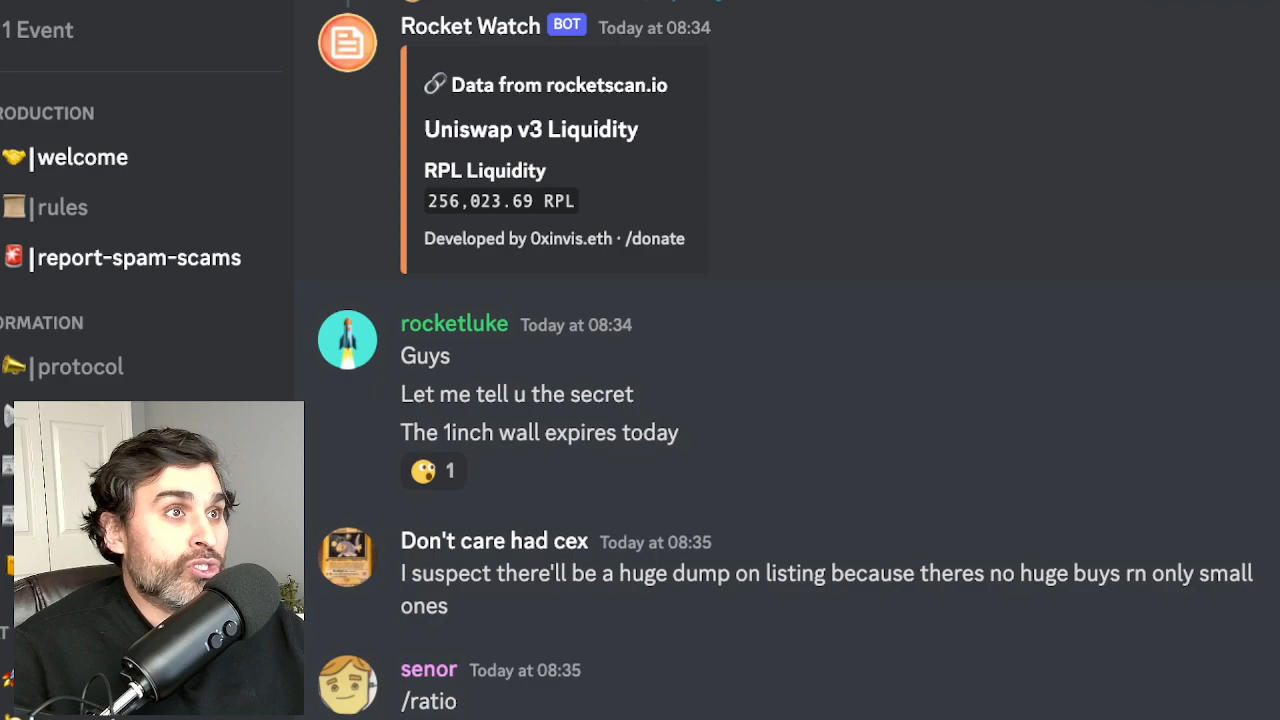 1 Event
RODUCTION
|welcome
|rules
|report-spam-scams
ORMATION
|protocol
Rocket Watch BOT Today at 08:34
Data from rocketscan.io
Uniswap v3 Liquidity
RPL Liquidity
256,023.69 RPL
Developed by 0xinvis.eth · /donate
rocketluke Today at 08:34
Guys
Let me tell u the secret
The 1inch wall expires today
1
Don't care had cex Today at 08:35
I suspect there'll be a huge dump on listing because theres no huge buys rn only small
ones
senor Today at 08:35
/ratio